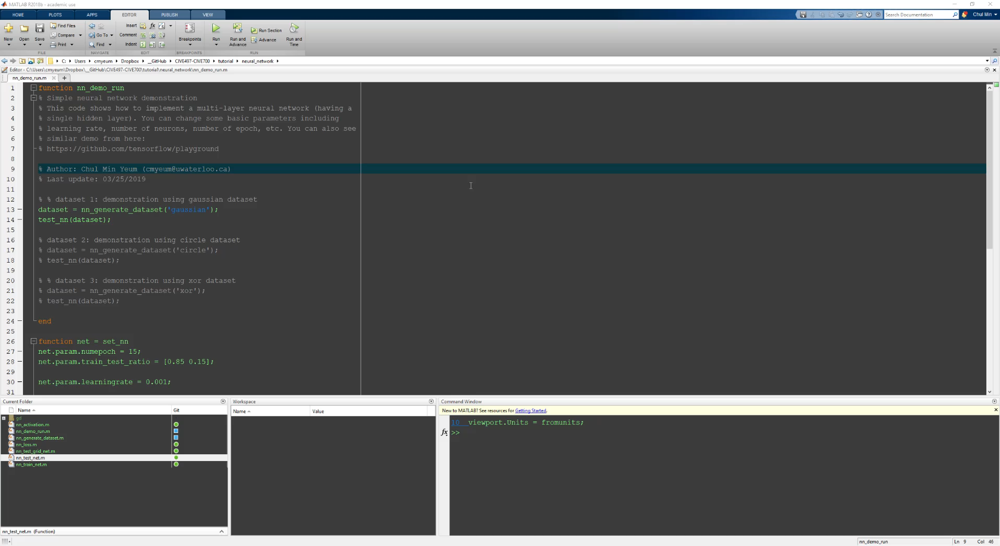 MATLAB R2018b - academic use
HOME PLOTS APPS EDITOR PUBLISH VIEW
Search Documentation
Chul Min
New
Open
Save
Find Files
Compare
Print
FILE
Go To
Find
NAVIGATE
Insert
Comment
Indent
EDIT
Breakpoints
BREAKPOINTS
Run
Run and Advance
Run Section
Advance
Run and Time
RUN
C: Users cmyeum Dropbox __GitHub CIVE497-CIVE700 tutorial neural_network
Editor - C:\Users\cmyeum\Dropbox\__GitHub\CIVE497-CIVE700\tutorial\neural_network\nn_demo_run.m
nn_demo_run.m
1 function nn_demo_run
2 % Simple neural network demonstration
3 % This code shows how to implement a multi-layer neural network (having a
4 % single hidden layer). You can change some basic parameters including
5 % learning rate, number of neurons, number of epoch, etc. You can also see
6 % similar demo from here:
7 % https://github.com/tensorflow/playground
8
9 % Author: Chul Min Yeum (cmyeum@uwaterloo.ca)
10 % Last update: 03/25/2019
11
12 % % dataset 1: demonstration using gaussian dataset
13 dataset = nn_generate_dataset('gaussian');
14 test_nn(dataset);
15
16 % dataset 2: demonstration using circle dataset
17 % dataset = nn_generate_dataset('circle');
18 % test_nn(dataset);
19
20 % % dataset 3: demonstration using xor dataset
21 % dataset = nn_generate_dataset('xor');
22 % test_nn(dataset);
23
24 end
25
26 function net = set_nn
27 net.param.numepoch = 15;
28 net.param.train_test_ratio = [0.85 0.15];
29
30 net.param.learningrate = 0.001;
31
Current Folder
Name Git
gd
nn_activation.m
nn_demo_run.m
nn_generate_dataset.m
nn_loss.m
nn_test_grid_net.m
nn_test_net.m
nn_train_net.m
nn_test_net.m (Function)
Workspace
Name Value
Command Window
New to MATLAB? See resources for Getting Started.
10 viewport.Units = fromunits;
fx >>
nn_demo_run Ln 9 Col 46